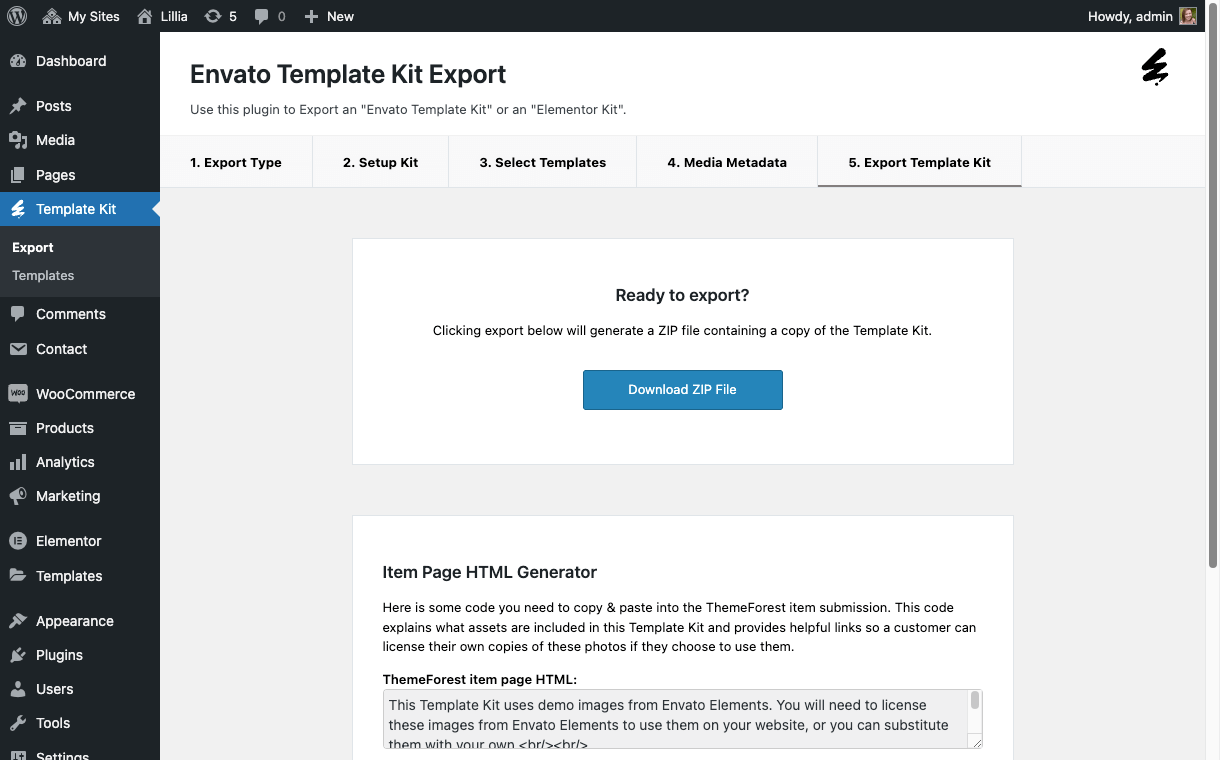 My Sites Lillia 5 0 New Howdy, admin
Dashboard
Posts
Media
Pages
Template Kit
Export
Templates
Comments
Contact
WOO WooCommerce
Products
Analytics
Marketing
Elementor
Templates
Appearance
Plugins
Users
Tools
Settings
Envato Template Kit Export
Use this plugin to Export an "Envato Template Kit" or an "Elementor Kit".
1. Export Type 2. Setup Kit 3. Select Templates 4. Media Metadata 5. Export Template Kit
Ready to export?
Clicking export below will generate a ZIP file containing a copy of the Template Kit.
Download ZIP File
Item Page HTML Generator
Here is some code you need to copy & paste into the ThemeForest item submission. This code
explains what assets are included in this Template Kit and provides helpful links so a customer can
license their own copies of these photos if they choose to use them.
ThemeForest item page HTML:
This Template Kit uses demo images from Envato Elements. You will need to license
these images from Envato Elements to use them on your website, or you can substitute
them with your own.<br/><br/>